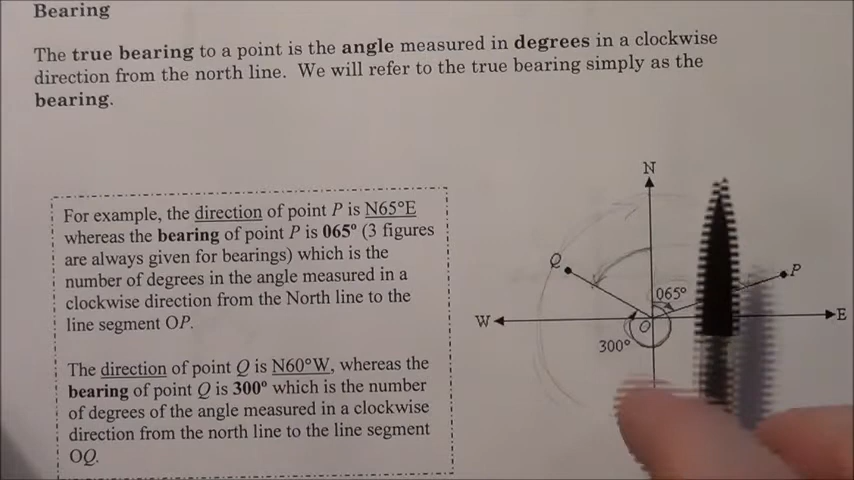 Bearing
The true bearing to a point is the angle measured in degrees in a clockwise
direction from the north line. We will refer to the true bearing simply as the
bearing.
For example, the direction of point P is N65°E
whereas the bearing of point P is 065° (3 figures
are always given for bearings) which is the
number of degrees in the angle measured in a
clockwise direction from the North line to the
line segment OP.
The direction of point Q is N60°W, whereas the
bearing of point Q is 300° which is the number
of degrees of the angle measured in a clockwise
direction from the north line to the line segment
OQ.
N
Q
P
065°
W
O
E
300°